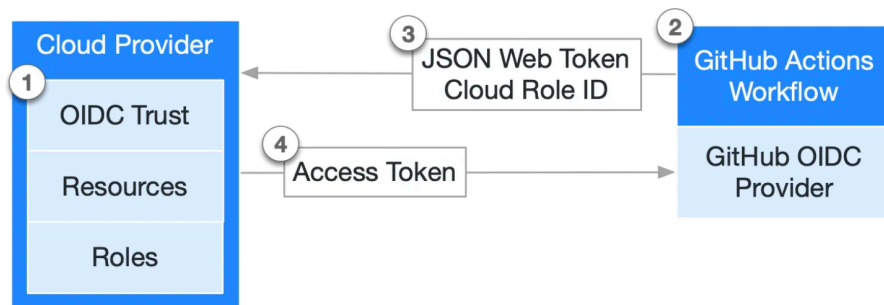 Cloud Provider
1
OIDC Trust
Resources
Roles
3
JSON Web Token
Cloud Role ID
4
Access Token
2
GitHub Actions
Workflow
GitHub OIDC
Provider